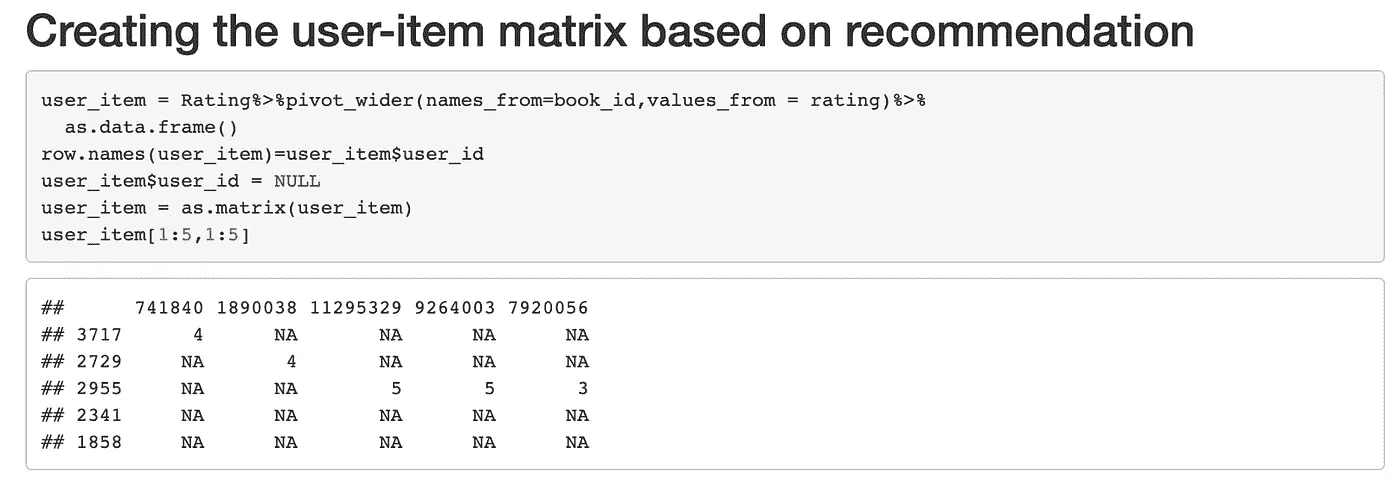 Creating the user-item matrix based on recommendation
user_item = Rating%>%pivot_wider(names_from=book_id,values_from = rating)%>%
  as.data.frame()
row.names(user_item)=user_item$user_id
user_item$user_id = NULL
user_item = as.matrix(user_item)
user_item[1:5,1:5]
##      741840 1890038 11295329 9264003 7920056
## 3717      4      NA       NA      NA      NA
## 2729     NA       4       NA      NA      NA
## 2955     NA      NA        5       5       3
## 2341     NA      NA       NA      NA      NA
## 1858     NA      NA       NA      NA      NA